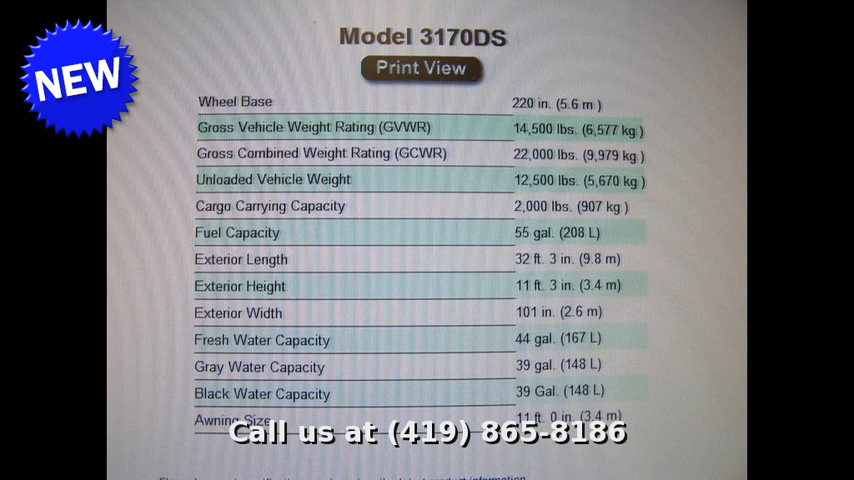 NEW
Model 3170DS
Print View
Wheel Base 220 in. (5.6 m )
Gross Vehicle Weight Rating (GVWR) 14,500 lbs. (6,577 kg )
Gross Combined Weight Rating (GCWR) 22,000 lbs. (9,979 kg )
Unloaded Vehicle Weight 12,500 lbs. (5,670 kg )
Cargo Carrying Capacity 2,000 lbs. (907 kg )
Fuel Capacity 55 gal. (208 L)
Exterior Length 32 ft. 3 in. (9.8 m)
Exterior Height 11 ft. 3 in. (3.4 m)
Exterior Width 101 in. (2.6 m)
Fresh Water Capacity 44 gal. (167 L)
Gray Water Capacity 39 gal. (148 L)
Black Water Capacity 39 Gal. (148 L)
Awning Size 11 ft. 0 in. (3.4 m)
Call us at (419) 865-8186
product information